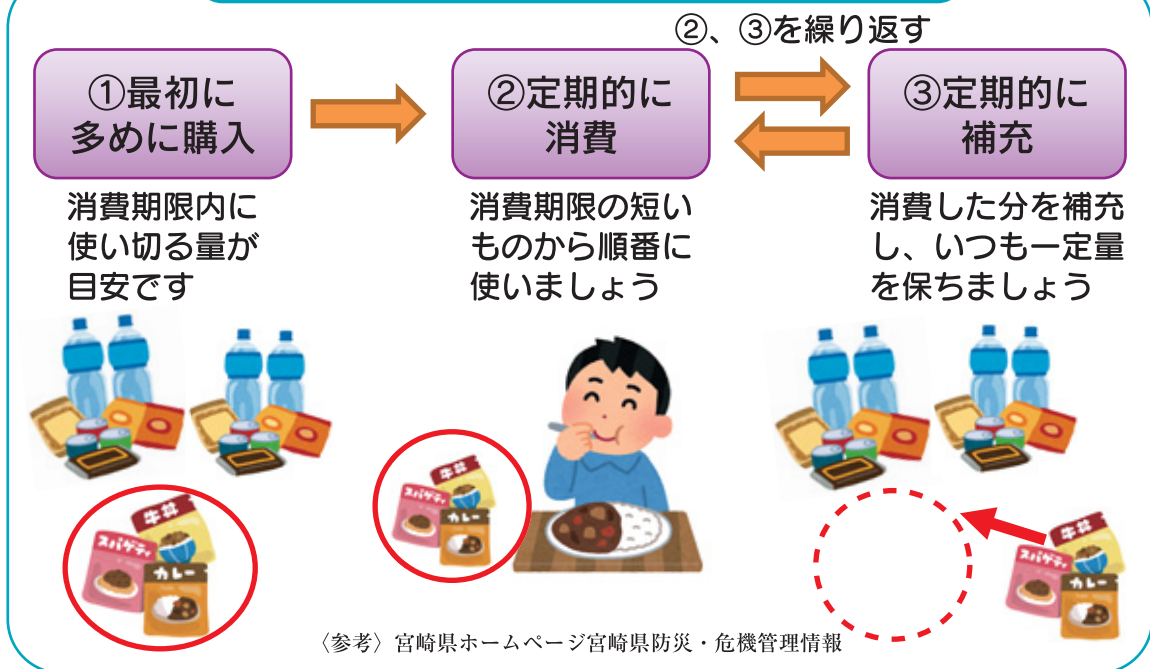 ②、③を繰り返す
①最初に
多めに購入
②定期的に
消費
③定期的に
補充
消費期限内に
使い切る量が
目安です
消費期限の短い
ものから順番に
使いましょう
消費した分を補充
し、いつも一定量
を保ちましょう
牛丼
スパゲティ
カレー
牛丼
スパゲティ
カレー
牛丼
スパゲティ
カレー
〈参考〉宮崎県ホームページ宮崎県防災・危機管理情報